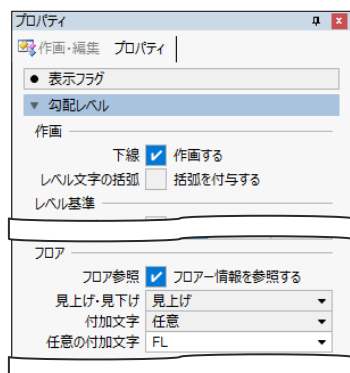 プロパティ
作画・編集 プロパティ
表示フラグ
勾配レベル
作画
下線 作画する
レベル文字の括弧 括弧を付与する
レベル基準
フロア
フロア参照 フロアー情報を参照する
見上げ・見下げ 見上げ
付加文字 任意
任意の付加文字 FL